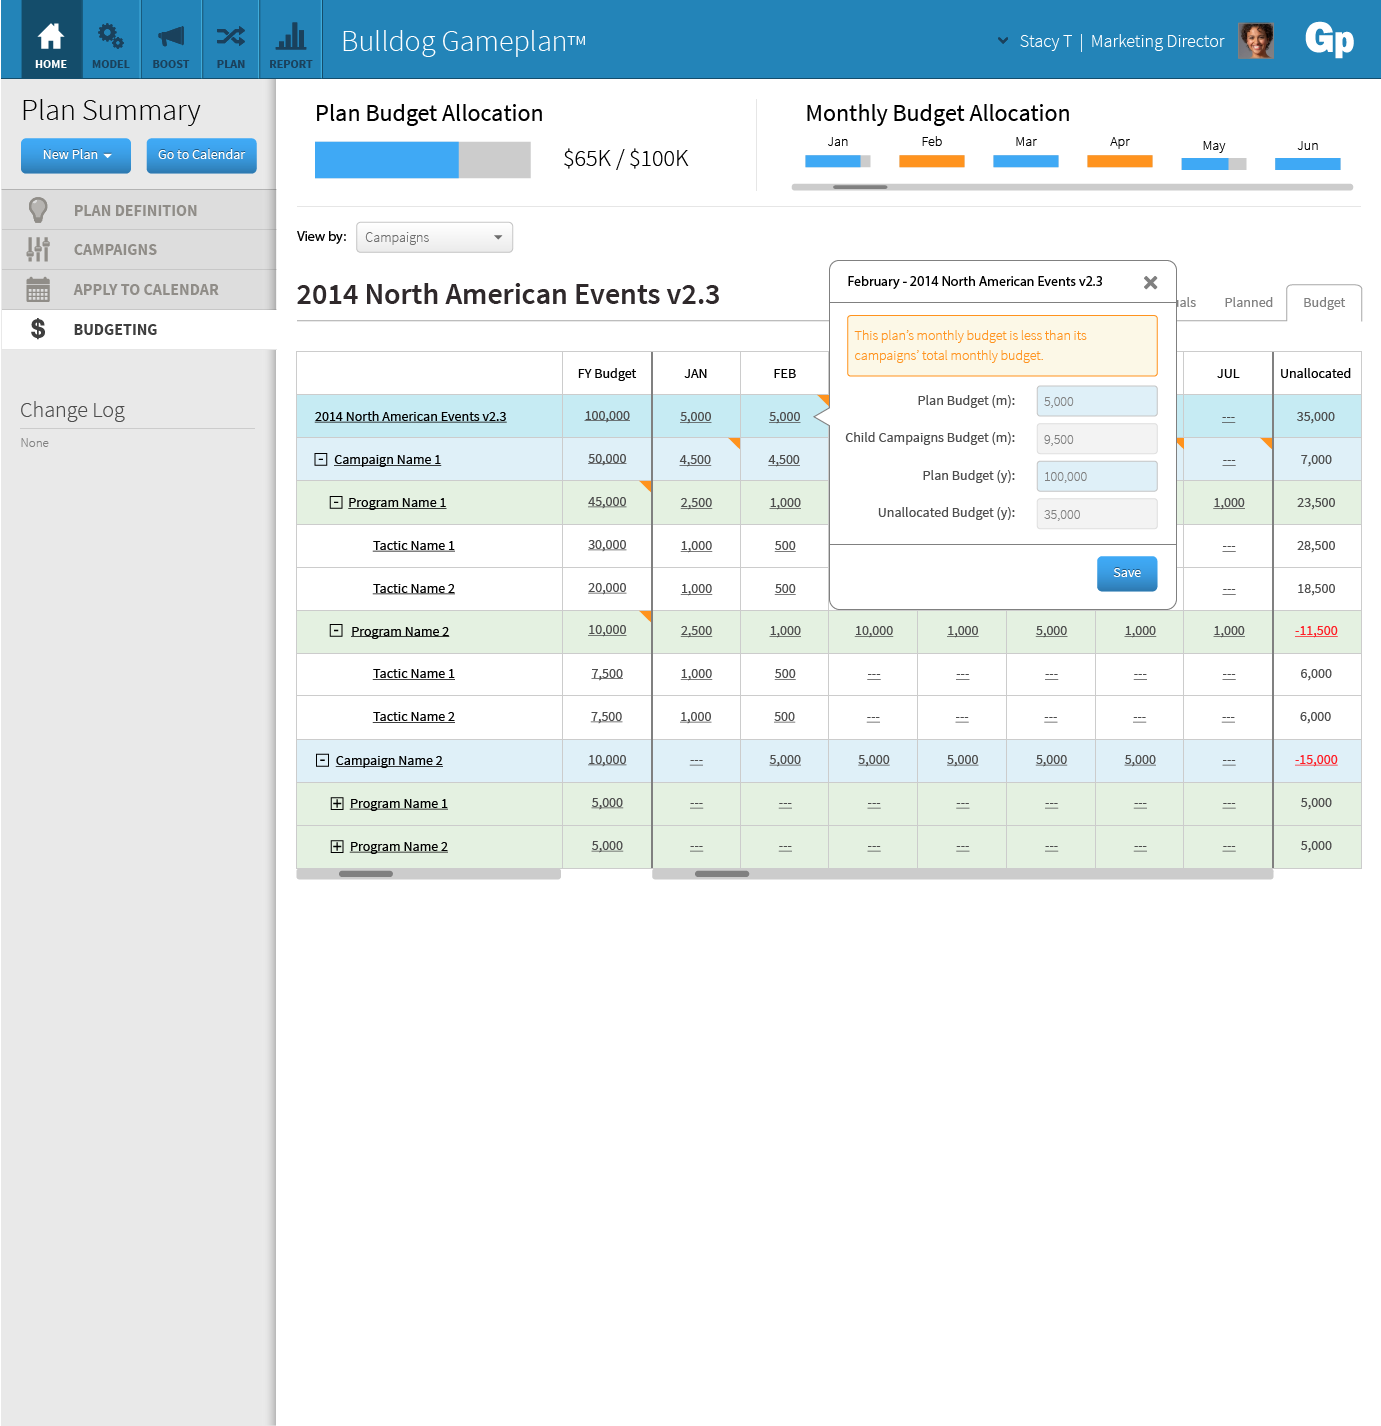 HOME
MODEL
BOOST
PLAN
REPORT
Bulldog Gameplan™
Stacy T | Marketing Director
Gp
Plan Summary
New Plan
Go to Calendar
PLAN DEFINITION
CAMPAIGNS
APPLY TO CALENDAR
$ BUDGETING
Change Log
None
Plan Budget Allocation
$65K / $100K
Monthly Budget Allocation
Jan Feb Mar Apr May Jun
View by: Campaigns
2014 North American Events v2.3
Planned
Budget
February - 2014 North American Events v2.3
This plan's monthly budget is less than its
campaigns' total monthly budget.
Plan Budget (m): 5,000
Child Campaigns Budget (m): 9,500
Plan Budget (y): 100,000
Unallocated Budget (y): 35,000
Save
FY Budget JAN FEB JUL Unallocated
2014 North American Events v2.3 100,000 5,000 5,000 --- 35,000
- Campaign Name 1 50,000 4,500 4,500 --- 7,000
- Program Name 1 45,000 2,500 1,000 1,000 23,500
Tactic Name 1 30,000 1,000 500 --- 28,500
Tactic Name 2 20,000 1,000 500 --- 18,500
- Program Name 2 10,000 2,500 1,000 10,000 1,000 5,000 1,000 1,000 -11,500
Tactic Name 1 7,500 1,000 500 --- --- --- --- --- 6,000
Tactic Name 2 7,500 1,000 500 --- --- --- --- --- 6,000
- Campaign Name 2 10,000 --- 5,000 5,000 5,000 5,000 5,000 --- -15,000
+ Program Name 1 5,000 --- --- --- --- --- --- --- 5,000
+ Program Name 2 5,000 --- --- --- --- --- --- --- 5,000